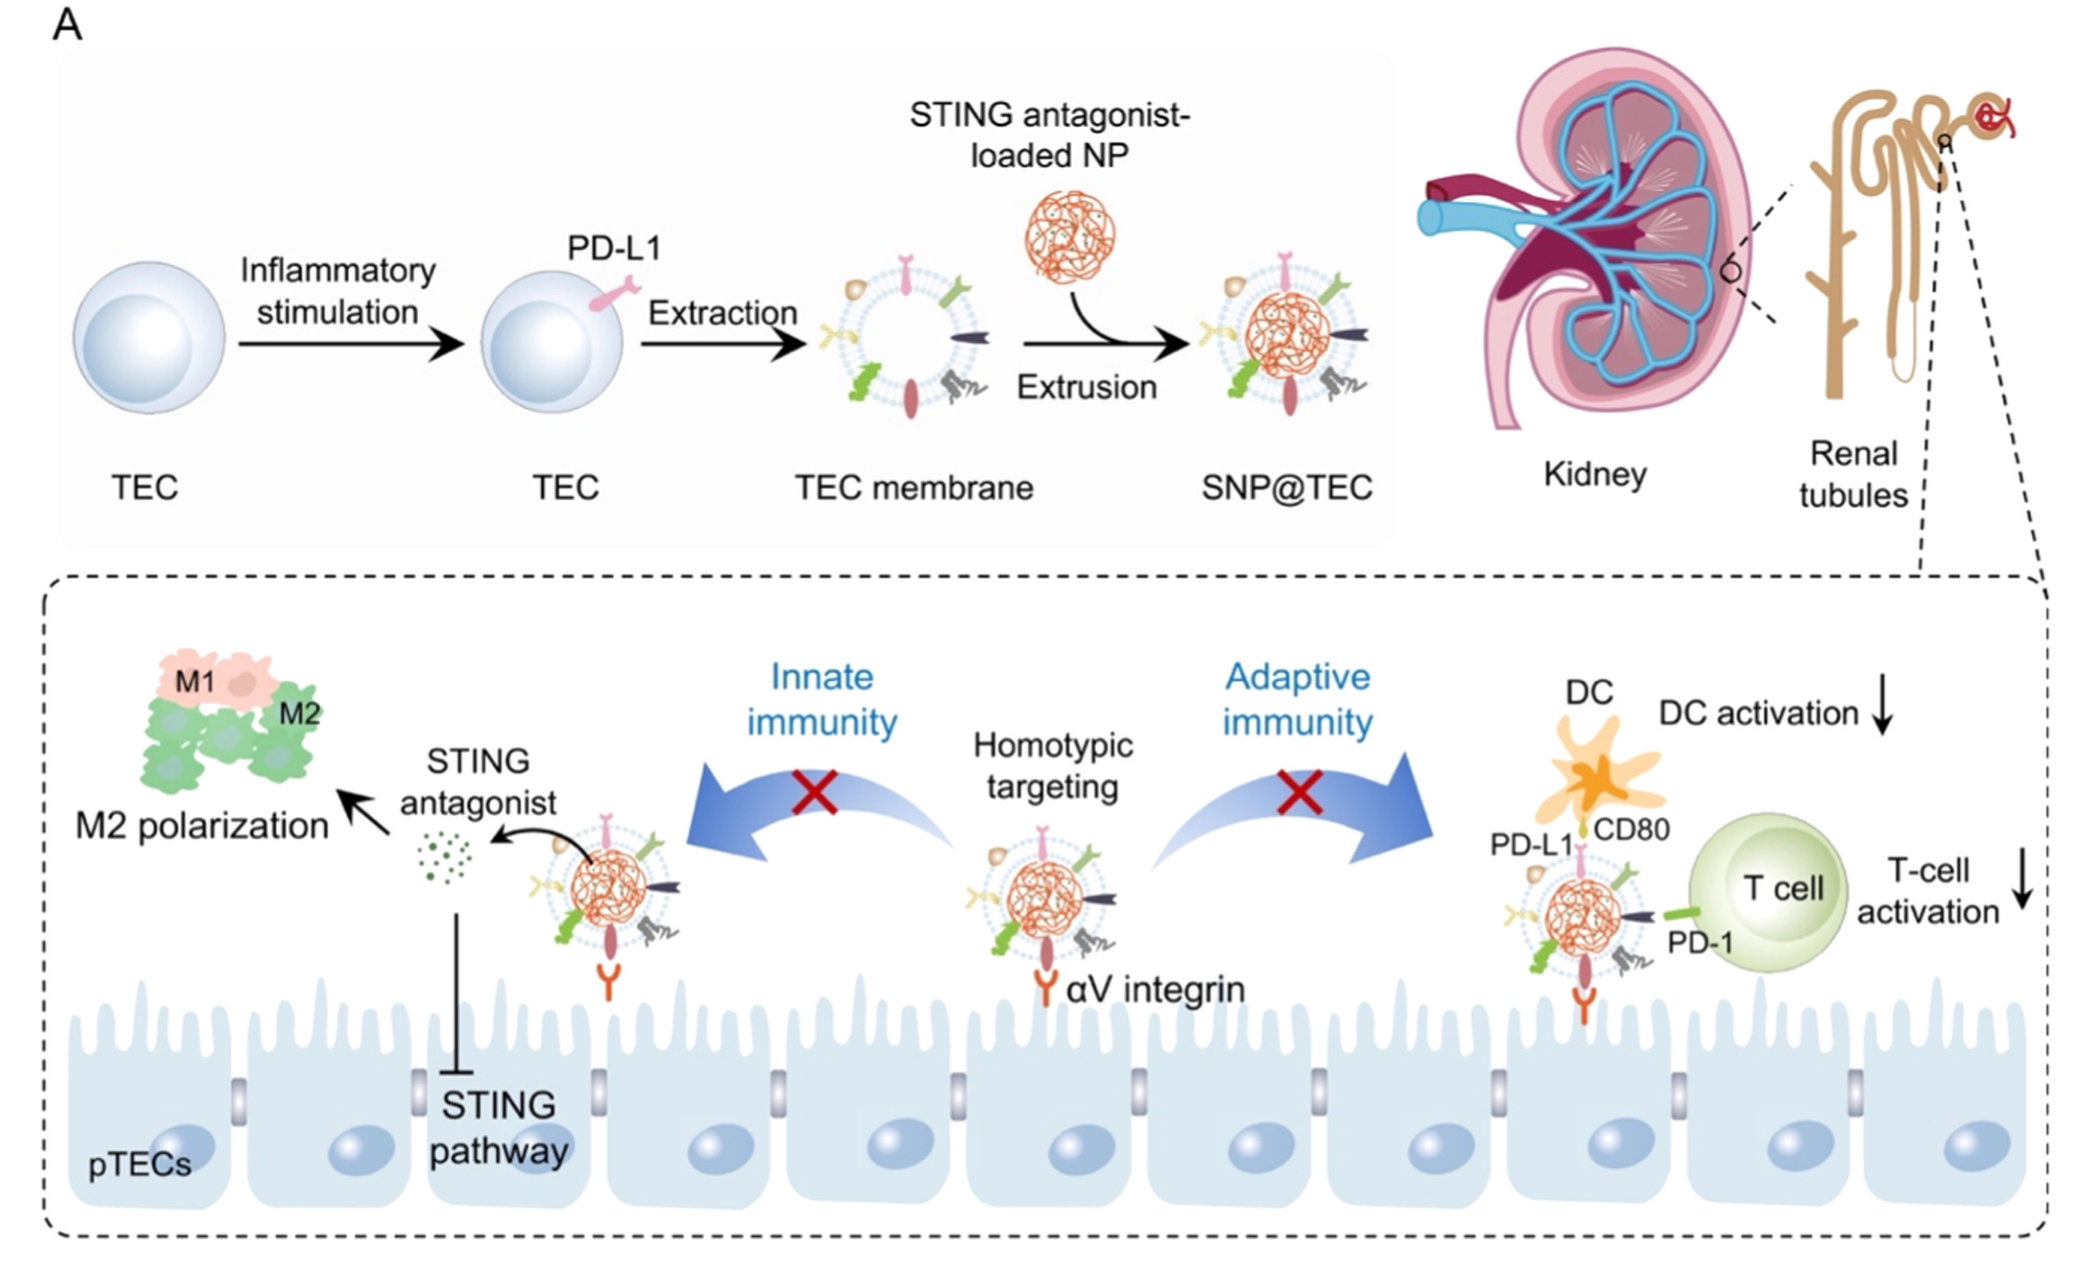 A
STING antagonist-
loaded NP
PD-L1
Inflammatory
stimulation
Extraction
Extrusion
TEC
TEC
TEC membrane
SNP@TEC
Kidney
Renal
tubules
M1
M2
M2 polarization
STING
antagonist
Innate
immunity
Homotypic
targeting
Adaptive
immunity
DC
DC activation
CD80
PD-L1
T cell
T-cell
activation
PD-1
αV integrin
STING
pathway
pTECs